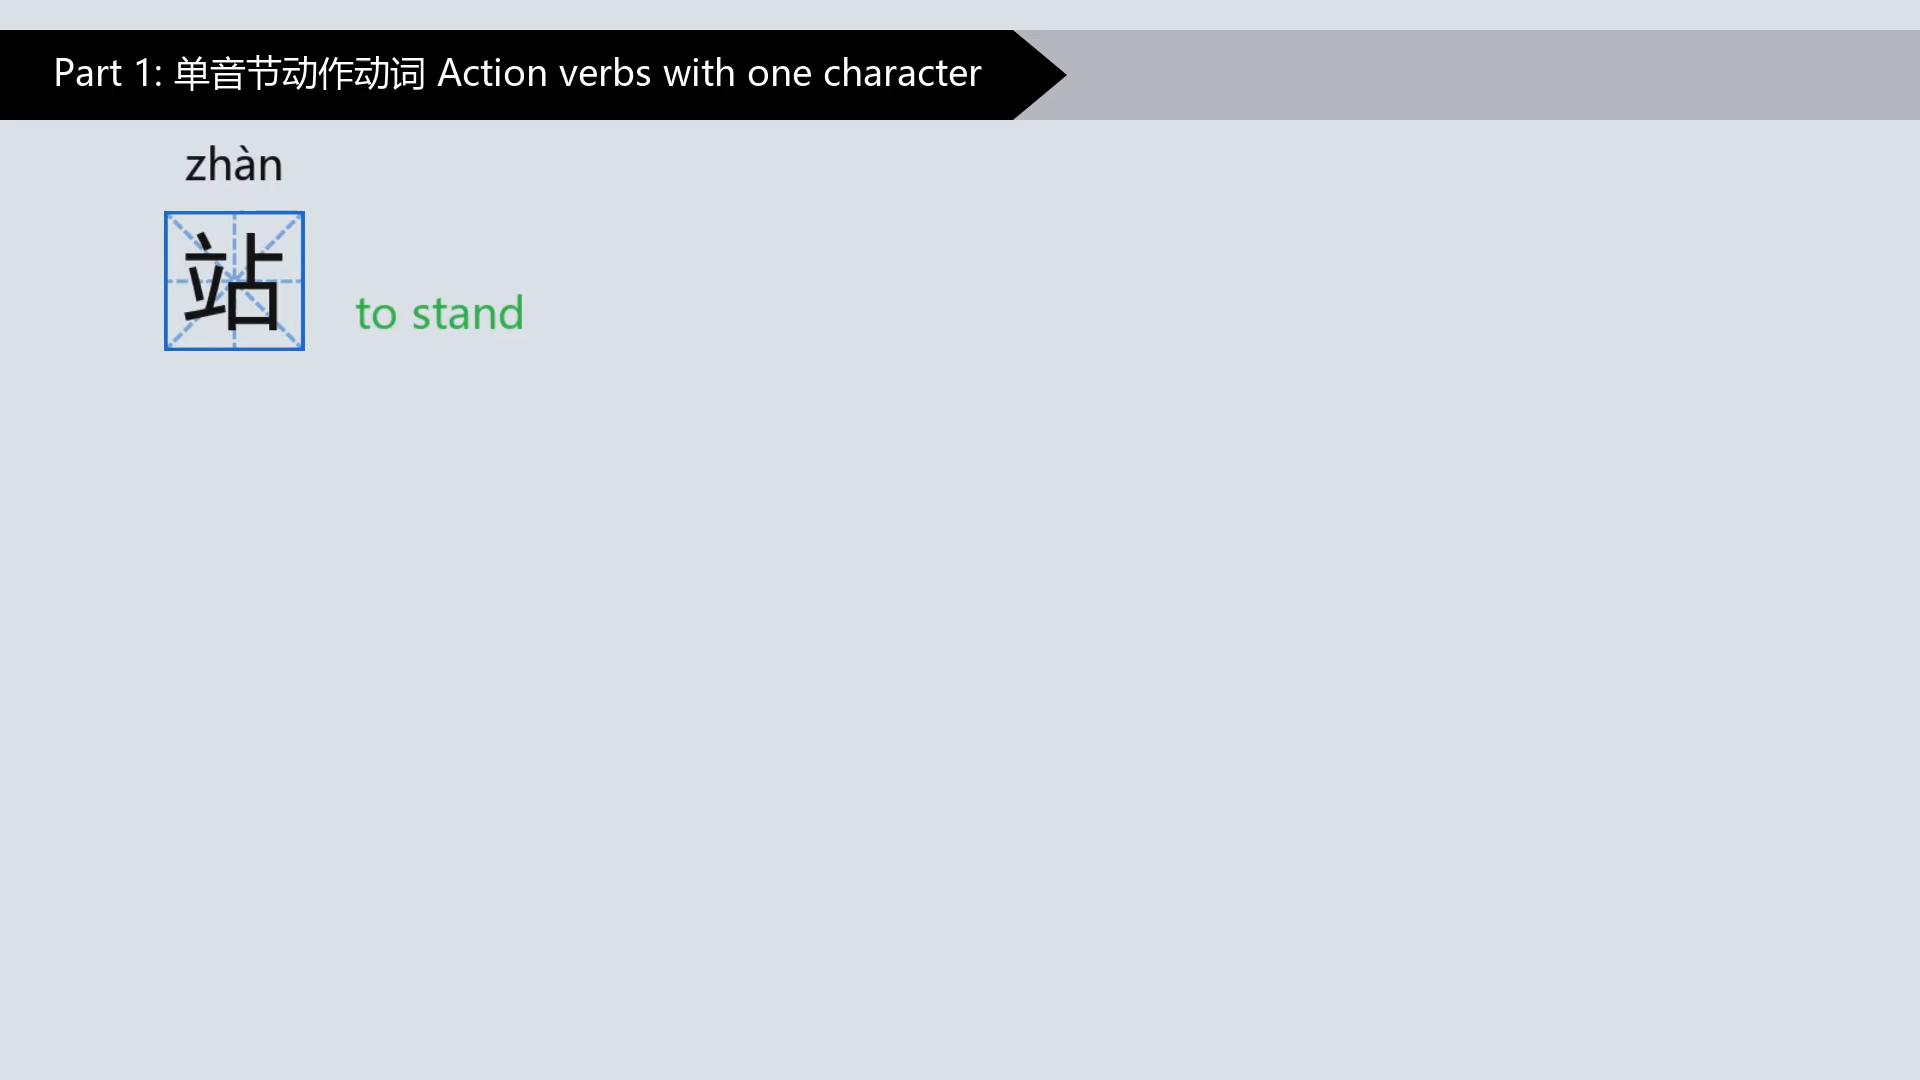 Part 1: 单音节动作动词 Action verbs with one character
zhàn
站
to stand